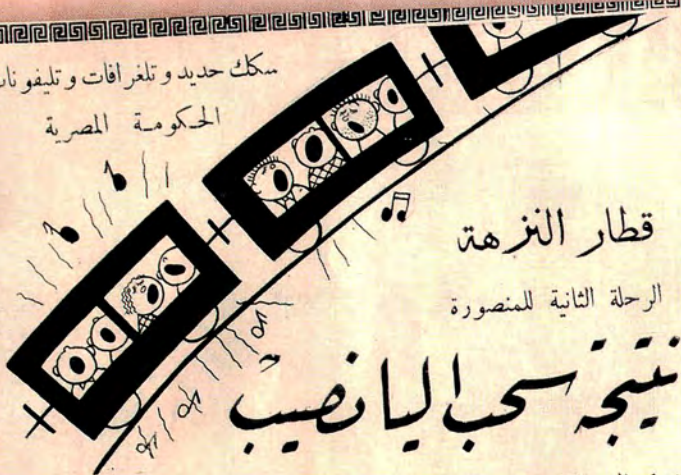 سكك حديد و تلغرافات و تليفونات
الحكومة المصرية
قطار النزهة
الرحلة الثانية للمنصورة
نتيجة سحب اليانصيب